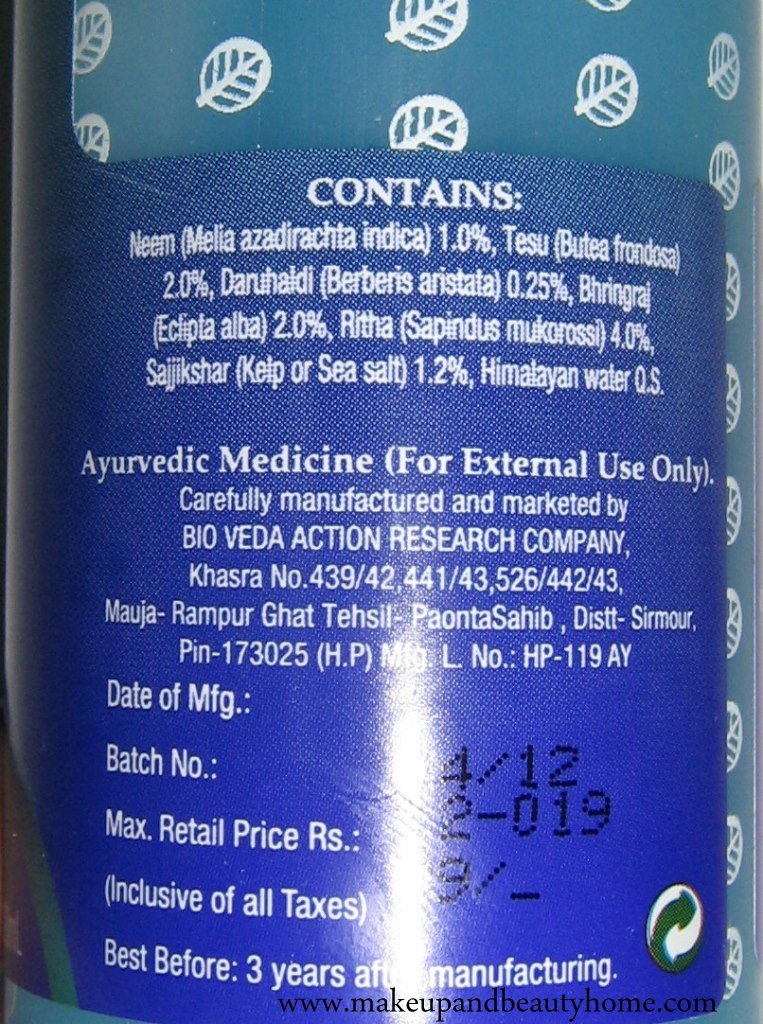 CONTAINS:
Neem (Melia azadirachta indica) 1.0%, Tesu (Butea frondosa)
2.0%, Daruhaldi (Berberis aristata) 0.25%, Bhringraj
(Eclipta alba) 2.0%, Ritha (Sapindus mukorossi) 4.0%,
Sajjikshar (Kelp or Sea salt) 1.2%, Himalayan water Q.S.
Ayurvedic Medicine (For External Use Only).
Carefully manufactured and marketed by
BIO VEDA ACTION RESEARCH COMPANY,
Khasra No.439/42,441/43,526/442/43,
Mauja- Rampur Ghat Tehsil- PaontaSahib , Distt- Sirmour,
Pin-173025 (H.P) Mfg. L. No.: HP-119 AY
Date of Mfg.:
Batch No.:
4/12
Max. Retail Price Rs.:
-019
(Inclusive of all Taxes)
9/-
Best Before: 3 years manufacturing.
www.makeupandbeautyhome.com